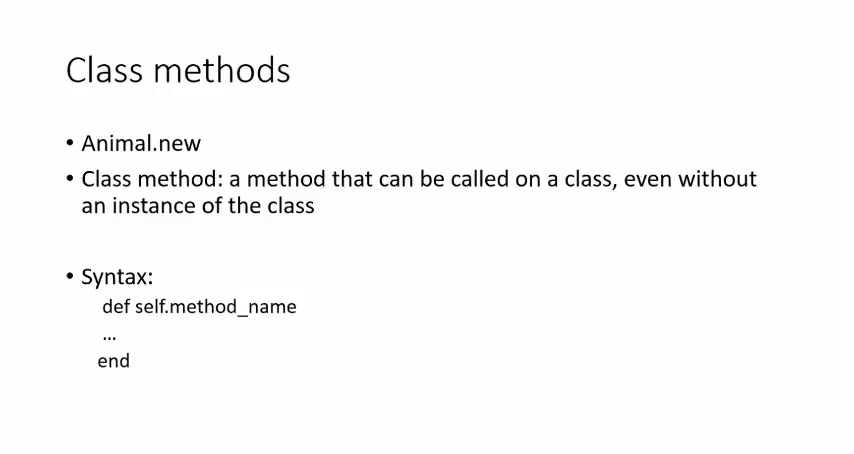 Class methods
• Animal.new
• Class method: a method that can be called on a class, even without
an instance of the class
• Syntax:
def self.method_name
…
end